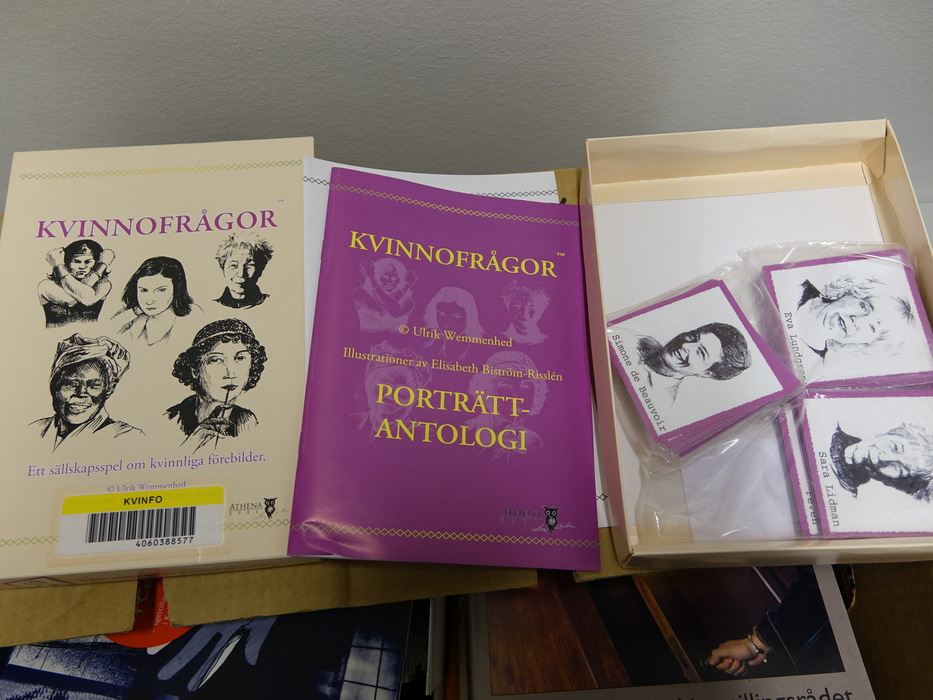 KVINNOFRÅGOR™
Ett sällskapsspel om kvinnliga förebilder.
© Ulrik Wemmenhed
KVINFO
4060388577
ATHENA
KVINNOFRÅGOR™
© Ulrik Wemmenhed
Illustrationer av Elisabeth Biström-Risslén
PORTRÄTT-
ANTOLOGI
ATHENA
Simone de Beauvoir
Eva Lundgr
Sara Lidman